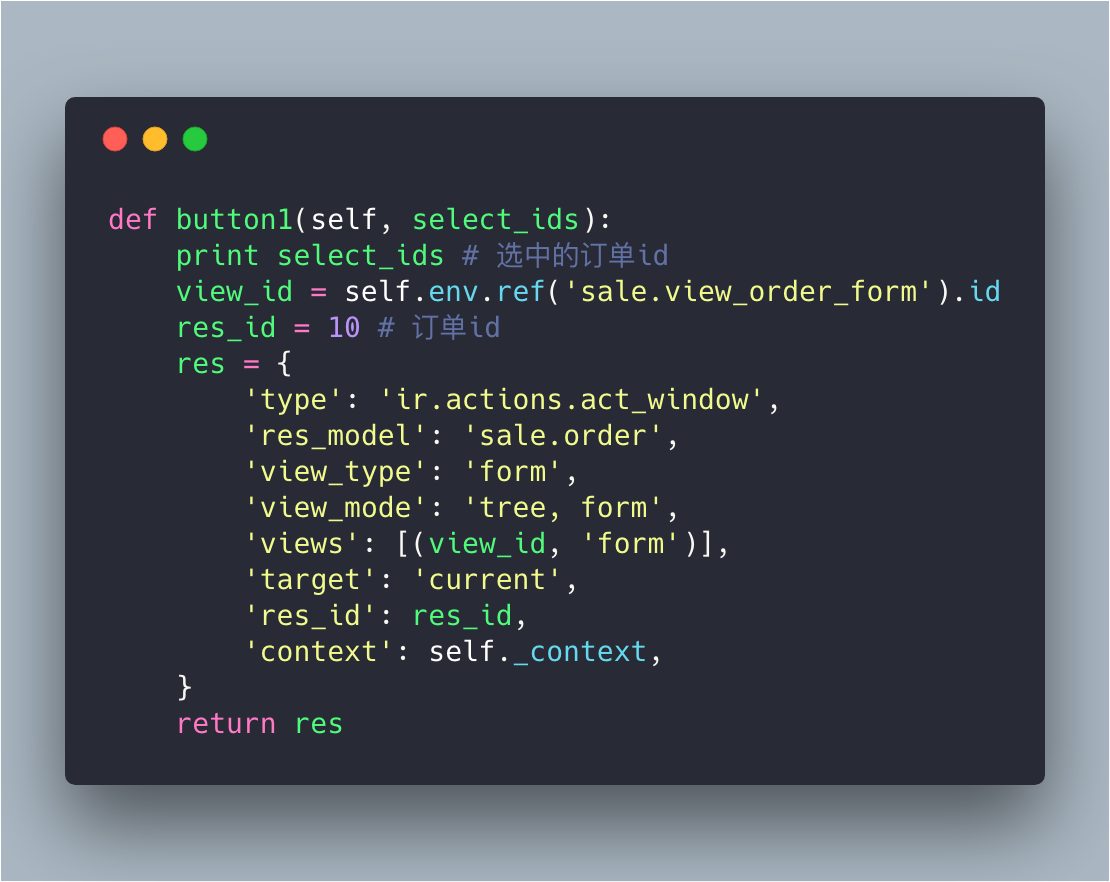 def button1(self, select_ids):
    print select_ids # 选中的订单id
    view_id = self.env.ref('sale.view_order_form').id
    res_id = 10 # 订单id
    res = {
        'type': 'ir.actions.act_window',
        'res_model': 'sale.order',
        'view_type': 'form',
        'view_mode': 'tree, form',
        'views': [(view_id, 'form')],
        'target': 'current',
        'res_id': res_id,
        'context': self._context,
    }
    return res